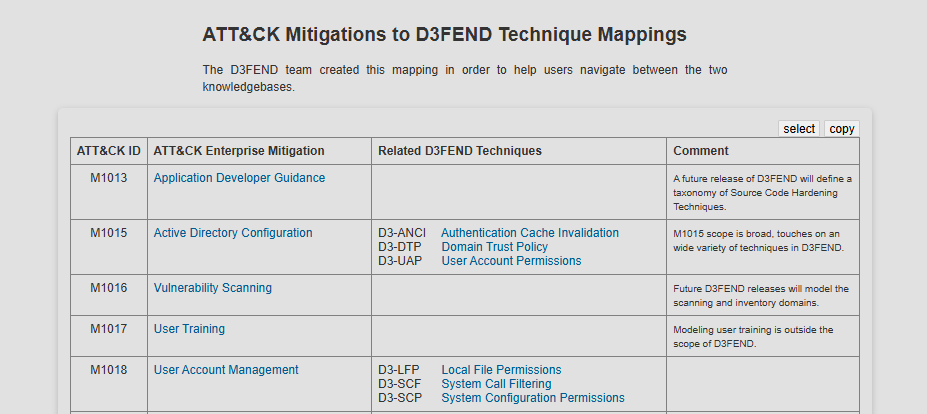 ATT&CK Mitigations to D3FEND Technique Mappings
The D3FEND team created this mapping in order to help users navigate between the two
knowledgebases.
select copy
ATT&CK ID ATT&CK Enterprise Mitigation Related D3FEND Techniques Comment
M1013 Application Developer Guidance A future release of D3FEND will define a
taxonomy of Source Code Hardening
Techniques.
M1015 Active Directory Configuration D3-ANCI Authentication Cache Invalidation M1015 scope is broad, touches on an
D3-DTP Domain Trust Policy wide variety of techniques in D3FEND.
D3-UAP User Account Permissions
M1016 Vulnerability Scanning Future D3FEND releases will model the
scanning and inventory domains.
M1017 User Training Modeling user training is outside the
scope of D3FEND.
M1018 User Account Management D3-LFP Local File Permissions
D3-SCF System Call Filtering
D3-SCP System Configuration Permissions